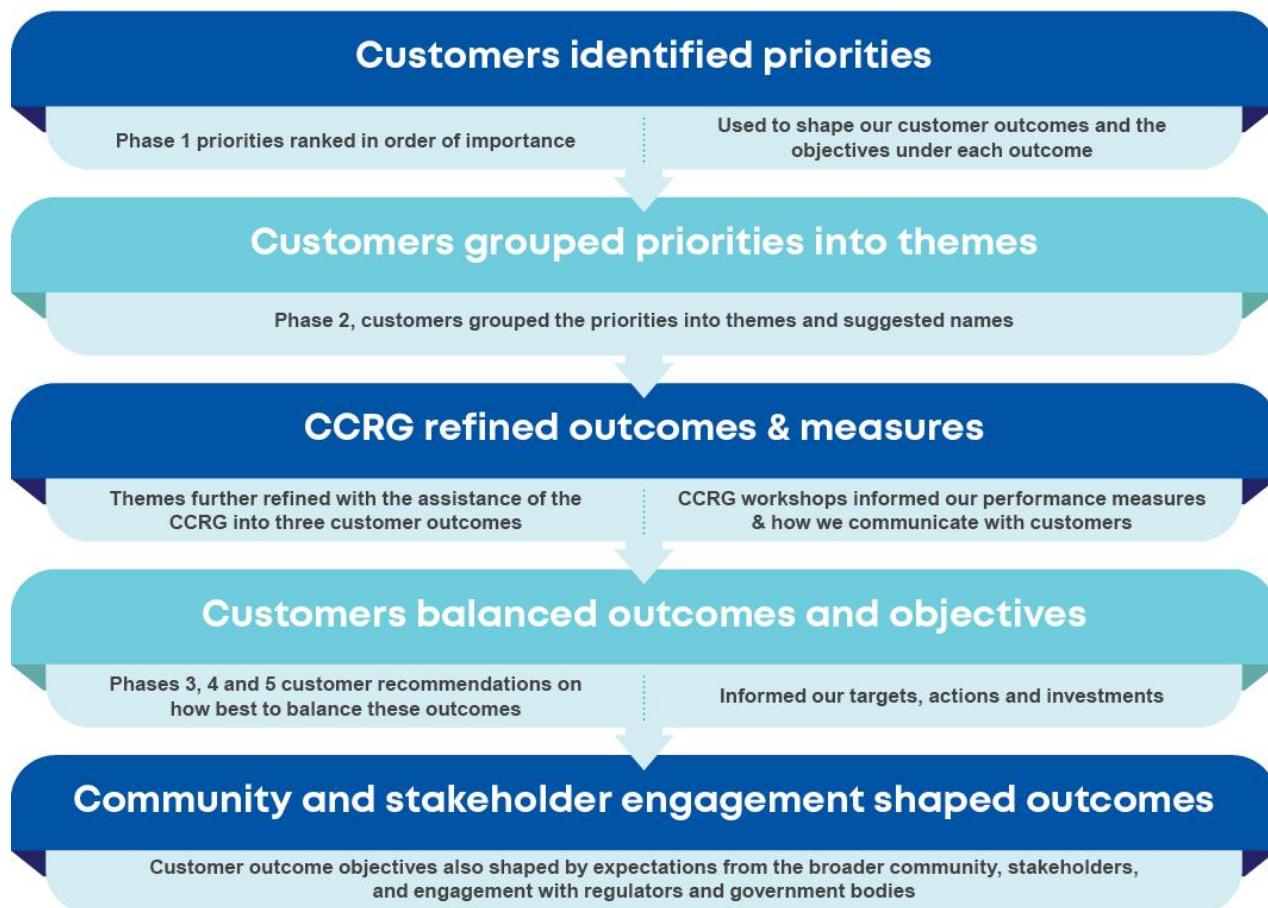 Customers identified priorities
Phase 1 priorities ranked in order of importance
Used to shape our customer outcomes and the
objectives under each outcome
Customers grouped priorities into themes
Phase 2, customers grouped the priorities into themes and suggested names
CCRG refined outcomes & measures
Themes further refined with the assistance of the
CCRG into three customer outcomes
CCRG workshops informed our performance measures
& how we communicate with customers
Customers balanced outcomes and objectives
Phases 3, 4 and 5 customer recommendations on
how best to balance these outcomes
Informed our targets, actions and investments
Community and stakeholder engagement shaped outcomes
Customer outcome objectives also shaped by expectations from the broader community, stakeholders,
and engagement with regulators and government bodies